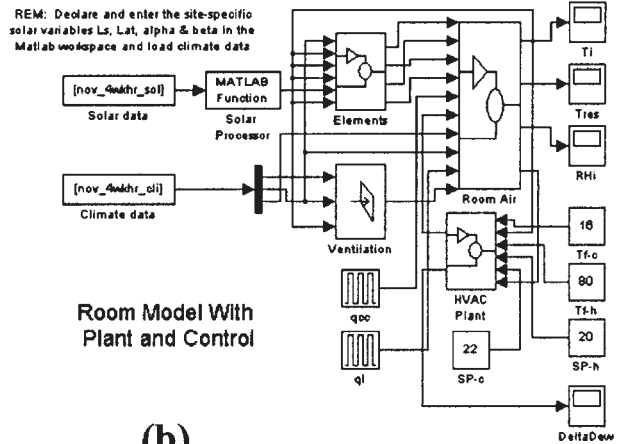 REM: Declare and enter the site-specific
solar variables Ls, Lat, alpha & beta in the
Matlab workspace and load climate data
[nov_4wkhr_sol]
Solar data
MATLAB
Function
Solar
Processor
Elements
Ti
Tres
RHi
Room Air
[nov_4wkhr_cli]
Climate data
Ventilation
HVAC
Plant
16
Tf-c
80
Tf-h
20
SP-h
qoc
ql
22
SP-c
DeltaDew
Room Model With
Plant and Control
(b)